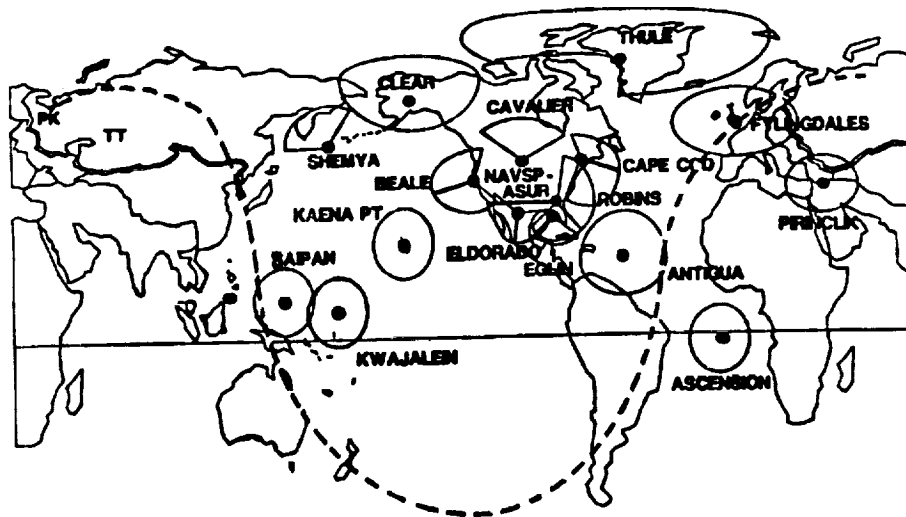 THULE
CLEAR
CAVALIER
PK
FYLINGDALES
TT
SHEMYA
NAVSP-
ASUR
CAPE COD
BEALE
ROBINS
KAENA PT
PIRINCLIK
ELDORADO
EGLIN
SAIPAN
ANTIGUA
KWAJALEIN
ASCENSION